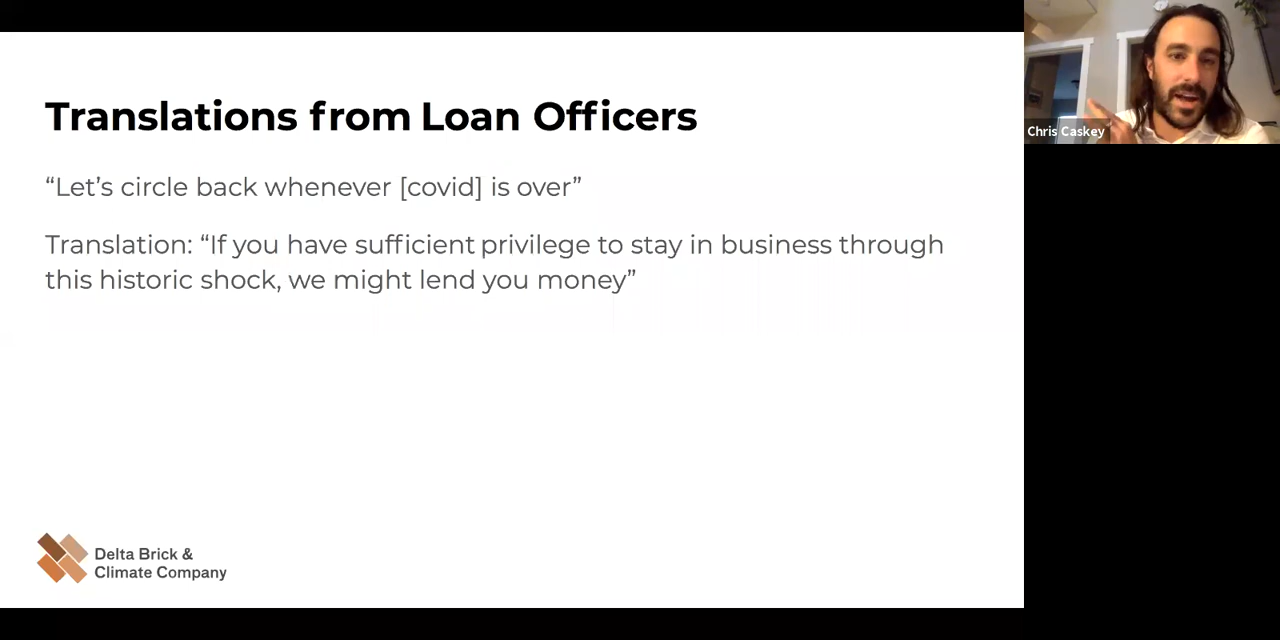 Translations from Loan Officers
“Let’s circle back whenever [covid] is over”
Translation: “If you have sufficient privilege to stay in business through
this historic shock, we might lend you money”
Delta Brick &
Climate Company
Chris Caskey